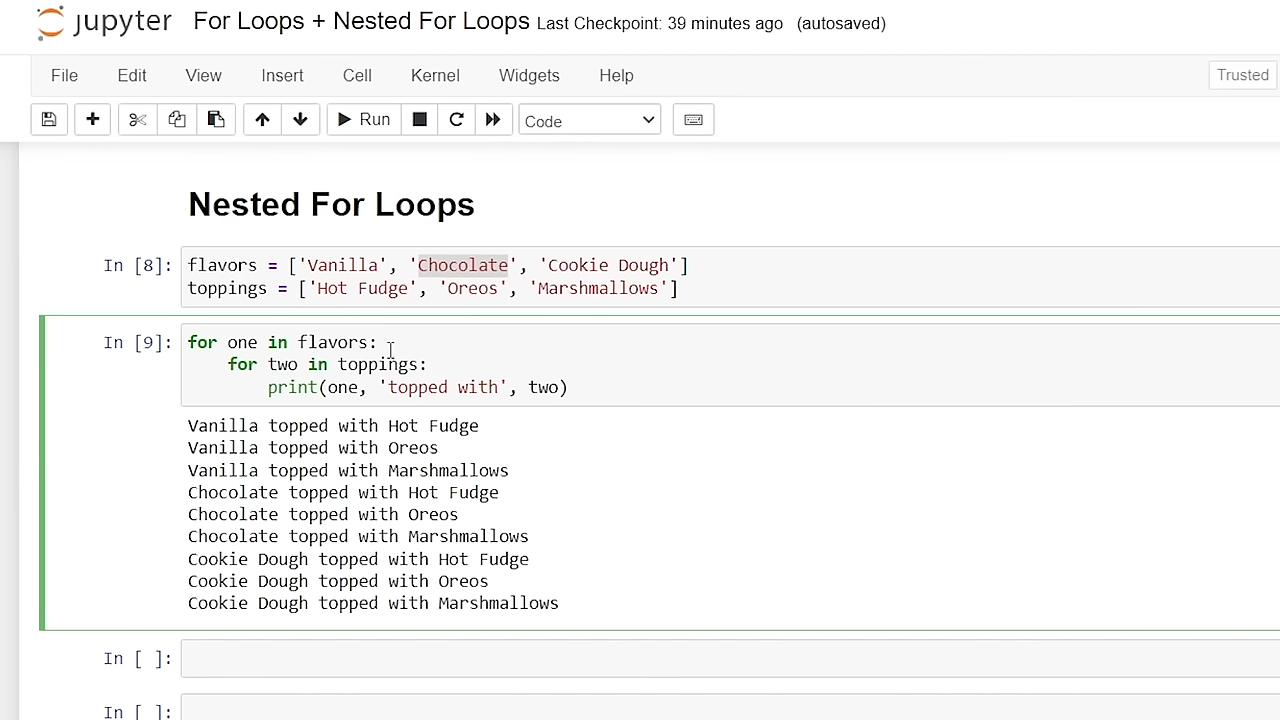 jupyter For Loops + Nested For Loops Last Checkpoint: 39 minutes ago (autosaved)
File Edit View Insert Cell Kernel Widgets Help Trusted
Run Code
Nested For Loops
In [8]: flavors = ['Vanilla', 'Chocolate', 'Cookie Dough']
toppings = ['Hot Fudge', 'Oreos', 'Marshmallows']
In [9]: for one in flavors:
    for two in toppings:
        print(one, 'topped with', two)
Vanilla topped with Hot Fudge
Vanilla topped with Oreos
Vanilla topped with Marshmallows
Chocolate topped with Hot Fudge
Chocolate topped with Oreos
Chocolate topped with Marshmallows
Cookie Dough topped with Hot Fudge
Cookie Dough topped with Oreos
Cookie Dough topped with Marshmallows
In [ ]:
In [ ]: